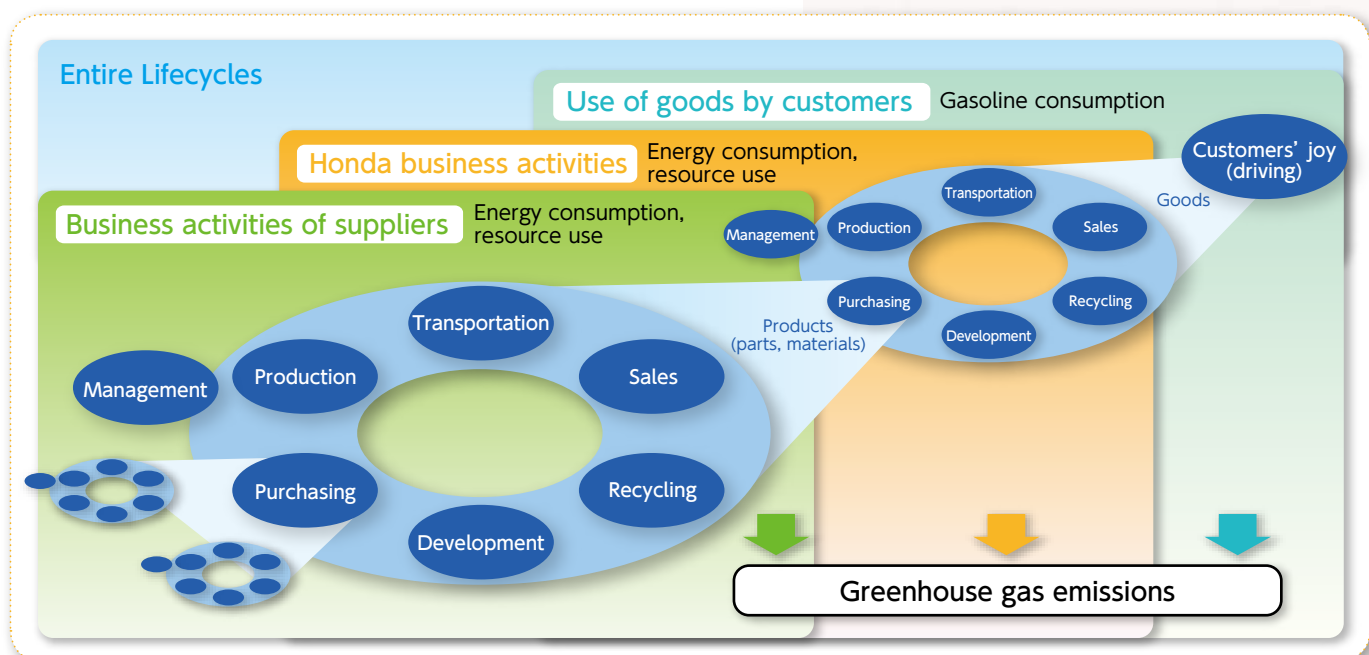 Entire Lifecycles
Use of goods by customers
Gasoline consumption
Honda business activities
Energy consumption,
resource use
Business activities of suppliers
Energy consumption,
resource use
Customers' joy
(driving)
Goods
Transportation
Management
Production
Sales
Purchasing
Recycling
Development
Products
(parts, materials)
Transportation
Management
Production
Sales
Purchasing
Recycling
Development
Greenhouse gas emissions